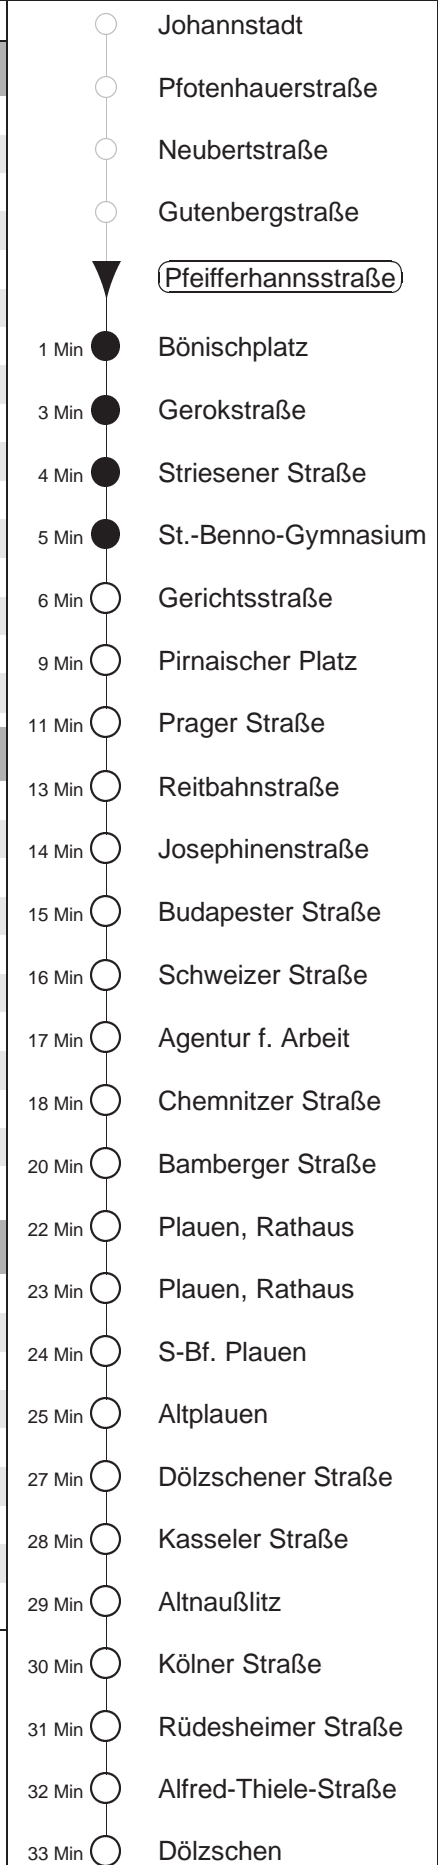 Johannstadt
Pfotenhauerstraße
Neubertstraße
Gutenbergstraße
Pfeifferhannsstraße
1 Min Bönischplatz
3 Min Gerokstraße
4 Min Striesener Straße
5 Min St.-Benno-Gymnasium
6 Min Gerichtsstraße
9 Min Pirnaischer Platz
11 Min Prager Straße
13 Min Reitbahnstraße
14 Min Josephinenstraße
15 Min Budapester Straße
16 Min Schweizer Straße
17 Min Agentur f. Arbeit
18 Min Chemnitzer Straße
20 Min Bamberger Straße
22 Min Plauen, Rathaus
23 Min Plauen, Rathaus
24 Min S-Bf. Plauen
25 Min Altplauen
27 Min Dölzschener Straße
28 Min Kasseler Straße
29 Min Altnaußlitz
30 Min Kölner Straße
31 Min Rüdesheimer Straße
32 Min Alfred-Thiele-Straße
33 Min Dölzschen